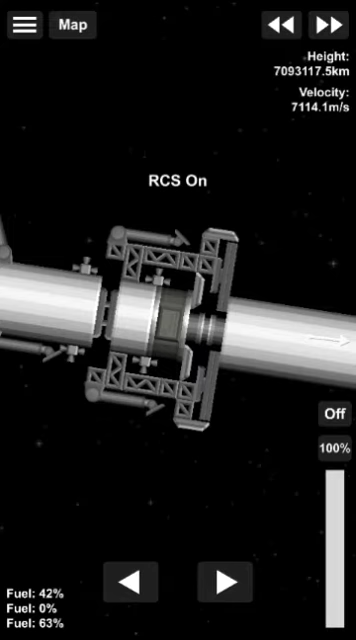 Map
Height:
7093117.5km
Velocity:
7114.1m/s
RCS On
Off
100%
Fuel: 42%
Fuel: 0%
Fuel: 63%